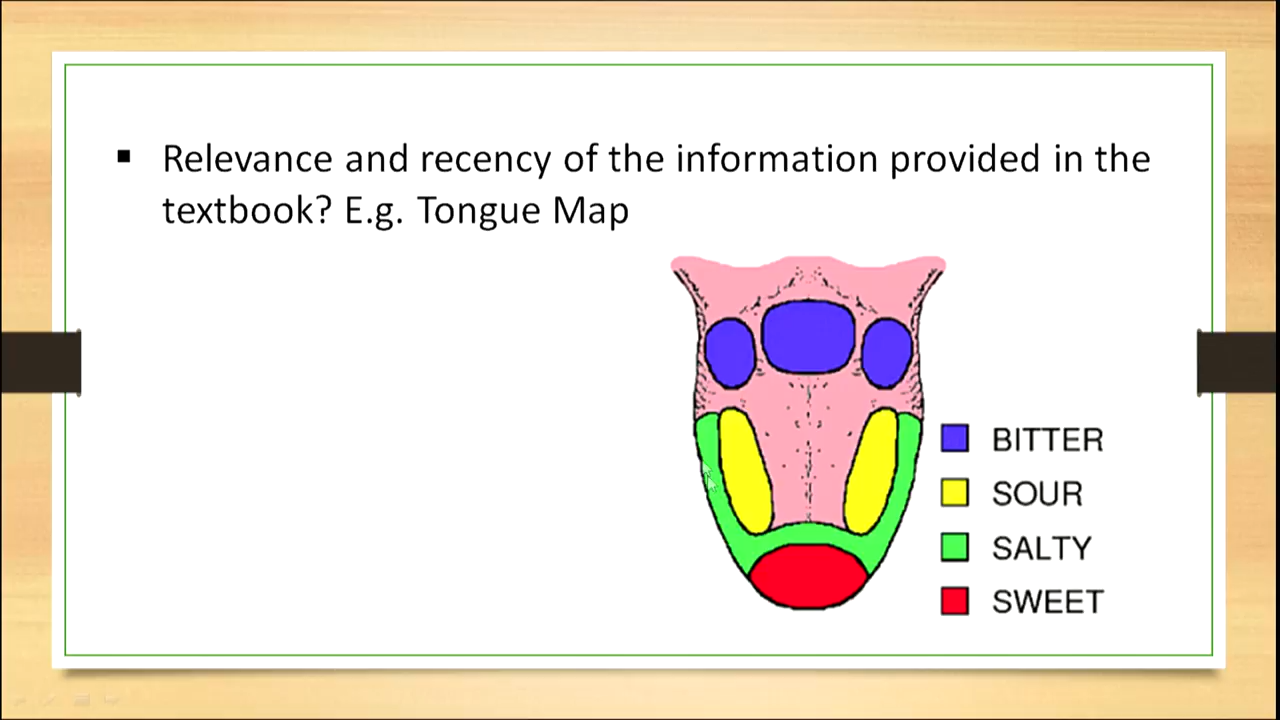 Relevance and recency of the information provided in the
textbook? E.g. Tongue Map
BITTER
SOUR
SALTY
SWEET